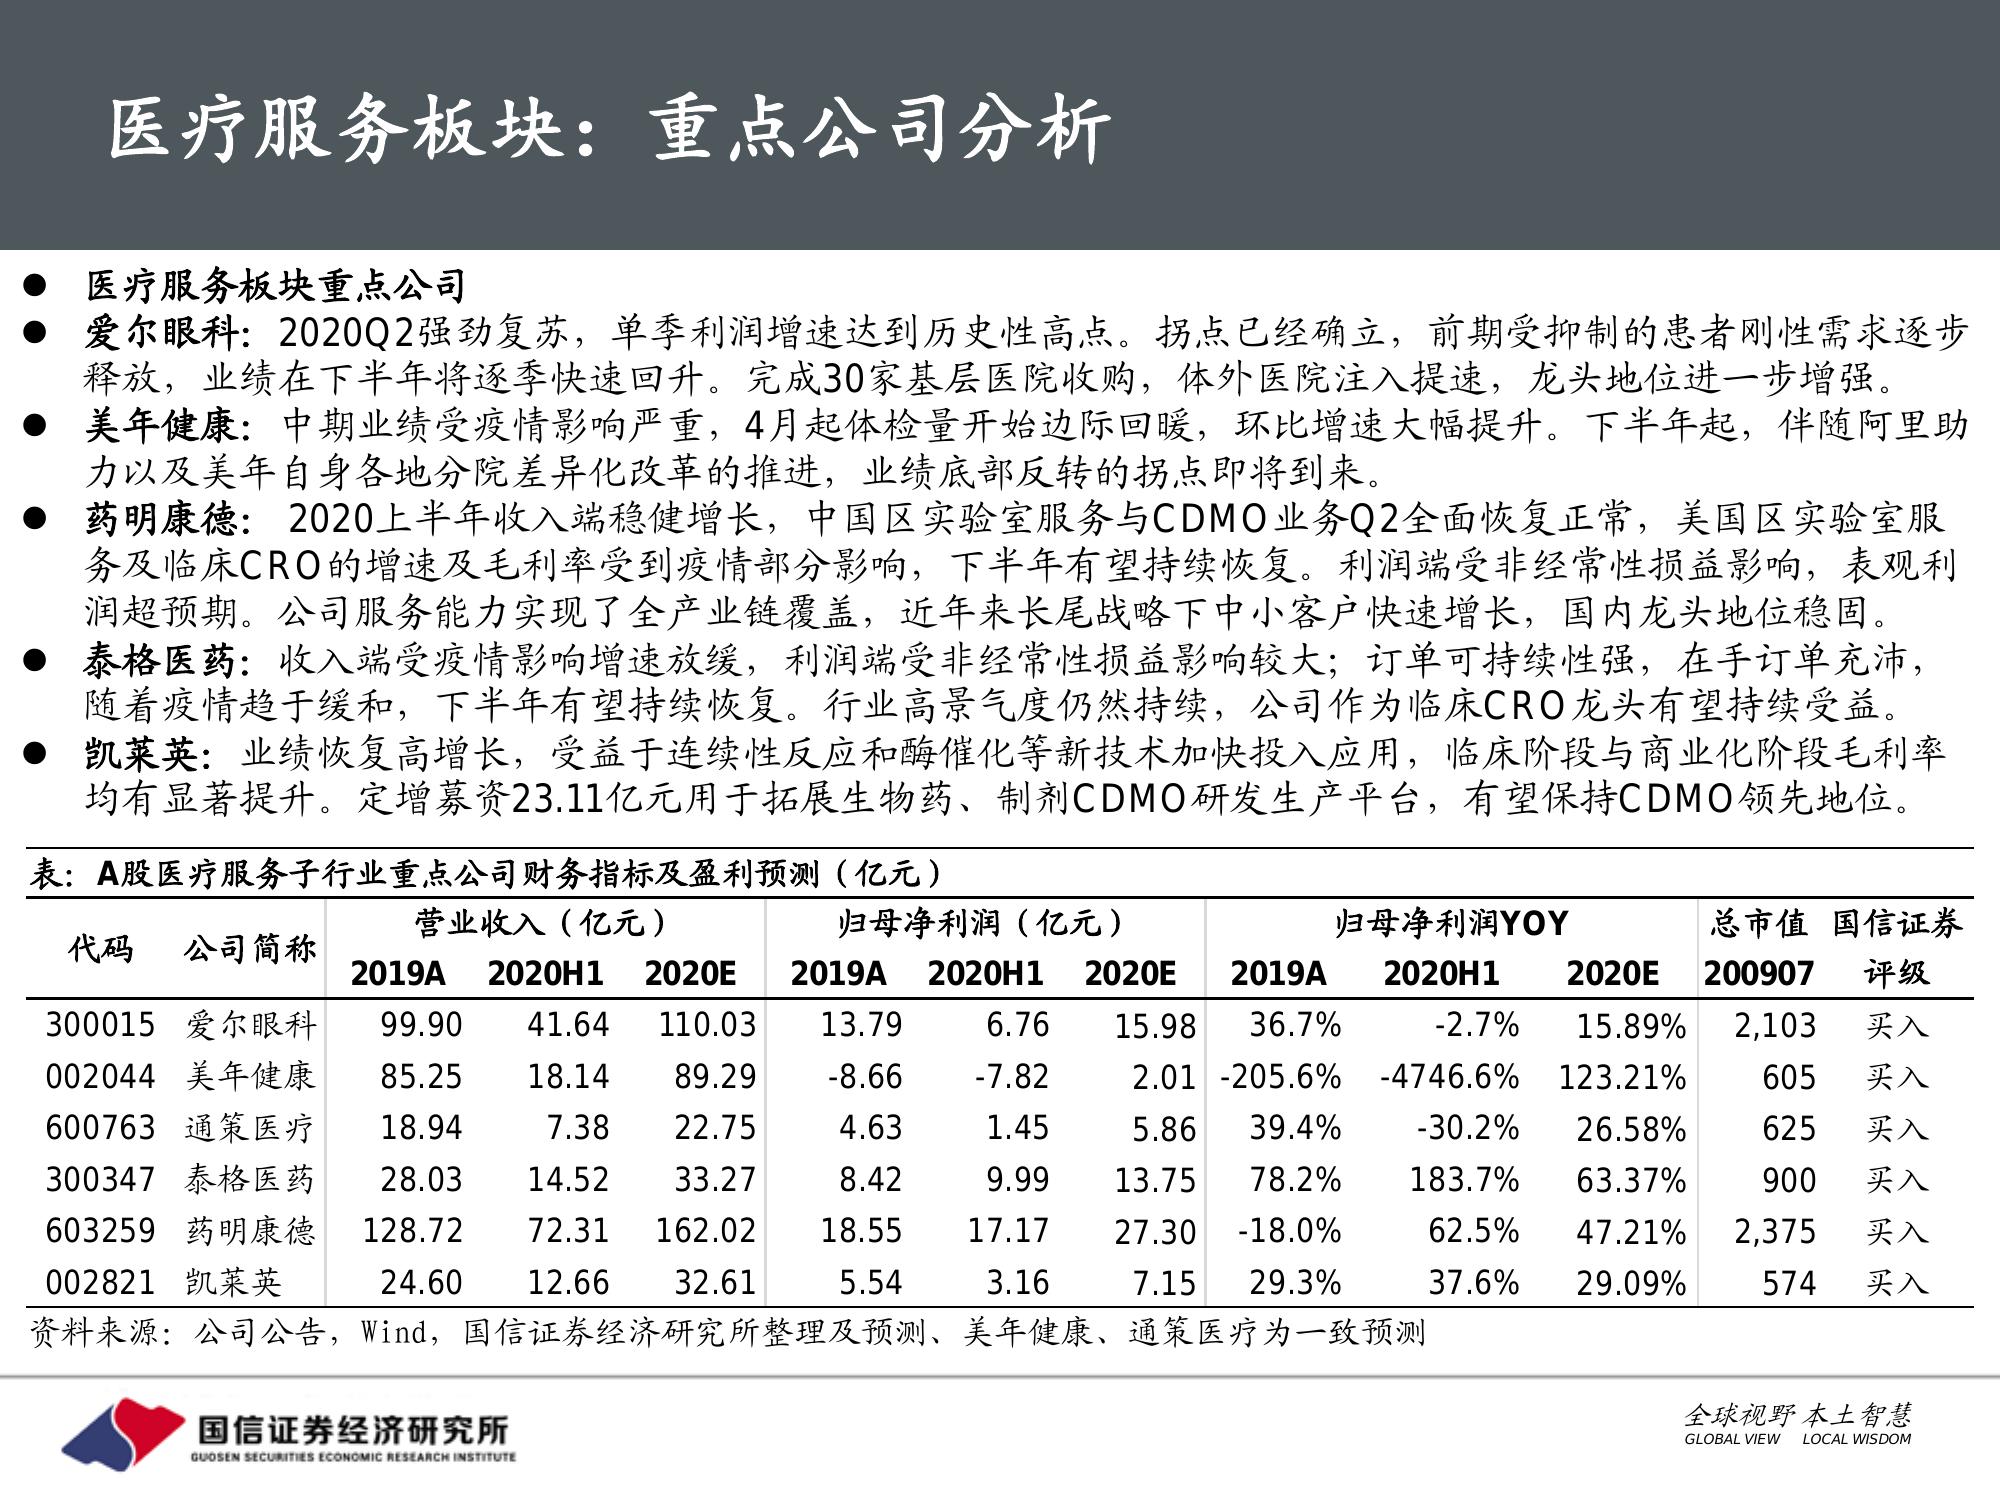 医疗服务板块：重点公司分析
● 医疗服务板块重点公司
● 爱尔眼科：2020Q2强劲复苏，单季利润增速达到历史性高点。拐点已经确立，前期受抑制的患者刚性需求逐步
释放，业绩在下半年将逐季快速回升。完成30家基层医院收购，体外医院注入提速，龙头地位进一步增强。
● 美年健康：中期业绩受疫情影响严重，4月起体检量开始边际回暖，环比增速大幅提升。下半年起，伴随阿里助
力以及美年自身各地分院差异化改革的推进，业绩底部反转的拐点即将到来。
● 药明康德： 2020上半年收入端稳健增长，中国区实验室服务与CDMO业务Q2全面恢复正常，美国区实验室服
务及临床CRO的增速及毛利率受到疫情部分影响，下半年有望持续恢复。利润端受非经常性损益影响，表观利
润超预期。公司服务能力实现了全产业链覆盖，近年来长尾战略下中小客户快速增长，国内龙头地位稳固。
● 泰格医药：收入端受疫情影响增速放缓，利润端受非经常性损益影响较大；订单可持续性强，在手订单充沛，
随着疫情趋于缓和，下半年有望持续恢复。行业高景气度仍然持续，公司作为临床CRO龙头有望持续受益。
● 凯莱英：业绩恢复高增长，受益于连续性反应和酶催化等新技术加快投入应用，临床阶段与商业化阶段毛利率
均有显著提升。定增募资23.11亿元用于拓展生物药、制剂CDMO研发生产平台，有望保持CDMO领先地位。
表：A股医疗服务子行业重点公司财务指标及盈利预测（亿元）
代码 公司简称 营业收入（亿元） 归母净利润（亿元） 归母净利润YOY 总市值 国信证券
2019A 2020H1 2020E 2019A 2020H1 2020E 2019A 2020H1 2020E 200907 评级
300015 爱尔眼科 99.90 41.64 110.03 13.79 6.76 15.98 36.7% -2.7% 15.89% 2,103 买入
002044 美年健康 85.25 18.14 89.29 -8.66 -7.82 2.01 -205.6% -4746.6% 123.21% 605 买入
600763 通策医疗 18.94 7.38 22.75 4.63 1.45 5.86 39.4% -30.2% 26.58% 625 买入
300347 泰格医药 28.03 14.52 33.27 8.42 9.99 13.75 78.2% 183.7% 63.37% 900 买入
603259 药明康德 128.72 72.31 162.02 18.55 17.17 27.30 -18.0% 62.5% 47.21% 2,375 买入
002821 凯莱英 24.60 12.66 32.61 5.54 3.16 7.15 29.3% 37.6% 29.09% 574 买入
资料来源：公司公告，Wind，国信证券经济研究所整理及预测、美年健康、通策医疗为一致预测
国信证券经济研究所
GUOSEN SECURITIES ECONOMIC RESEARCH INSTITUTE
全球视野 本土智慧
GLOBAL VIEW LOCAL WISDOM